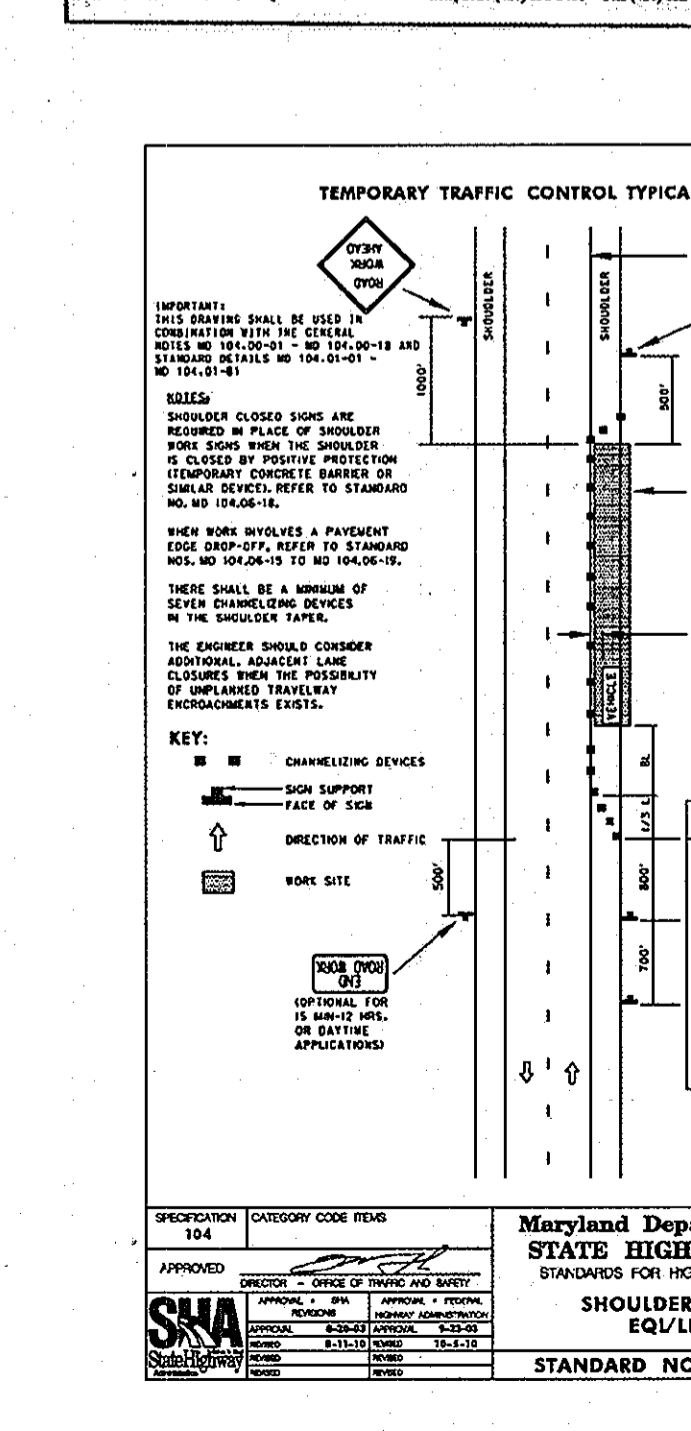 TEMPORARY TRAFFIC CONTROL TYPICA
ROAD
WORK
AHEAD
SHOUOLDER
SHOUOLDER
IMPORTANT:
THIS DRAWING SHALL BE USED IN
COMBINATION WITH THE GENERAL
NOTES MD 104.00-01 - MD 104.00-18 AND
STANDARD DETAILS MD 104.01-01 -
MD 104.01-81
1000'
500'
NOTES:
SHOULDER CLOSED SIGNS ARE
REQUIRED IN PLACE OF SHOULDER
WORK SIGNS WHEN THE SHOULDER
IS CLOSED BY POSITIVE PROTECTION
(TEMPORARY CONCRETE BARRIER OR
SIMILAR DEVICE). REFER TO STANDARD
NO. MD 104.06-18.
WHEN WORK INVOLVES A PAVEMENT
EDGE DROP-OFF, REFER TO STANDARD
NOS. MD 104.06-15 TO MD 104.06-19.
THERE SHALL BE A MINIMUM OF
SEVEN CHANNELIZING DEVICES
IN THE SHOULDER TAPER.
THE ENGINEER SHOULD CONSIDER
ADDITIONAL, ADJACENT LANE
CLOSURES WHEN THE POSSIBILITY
OF UNPLANNED TRAVELWAY
ENCROACHMENTS EXISTS.
VEHICLE
KEY:
CHANNELIZING DEVICES
SIGN SUPPORT
FACE OF SIGN
DIRECTION OF TRAFFIC
WORK SITE
BL
1/3 L
500'
800'
700'
END
ROAD WORK
(OPTIONAL FOR
15 MIN-12 HRS.
OR DAYTIME
APPLICATIONS)
SPECIFICATION
104
CATEGORY CODE ITEMS
APPROVED
DIRECTOR - OFFICE OF TRAFFIC AND SAFETY
SHA
StateHighway
Administration
APPROVAL • SHA
REVISIONS
APPROVAL • FEDERAL
HIGHWAY ADMINISTRATION
APPROVAL 8-20-03 APPROVAL 9-23-03
REVISED 8-11-10 REVISED 10-5-10
REVISED REVISED
REVISED REVISED
Maryland Depa
STATE HIGH
STANDARDS FOR HIG
SHOULDER
EQL/L
STANDARD NO